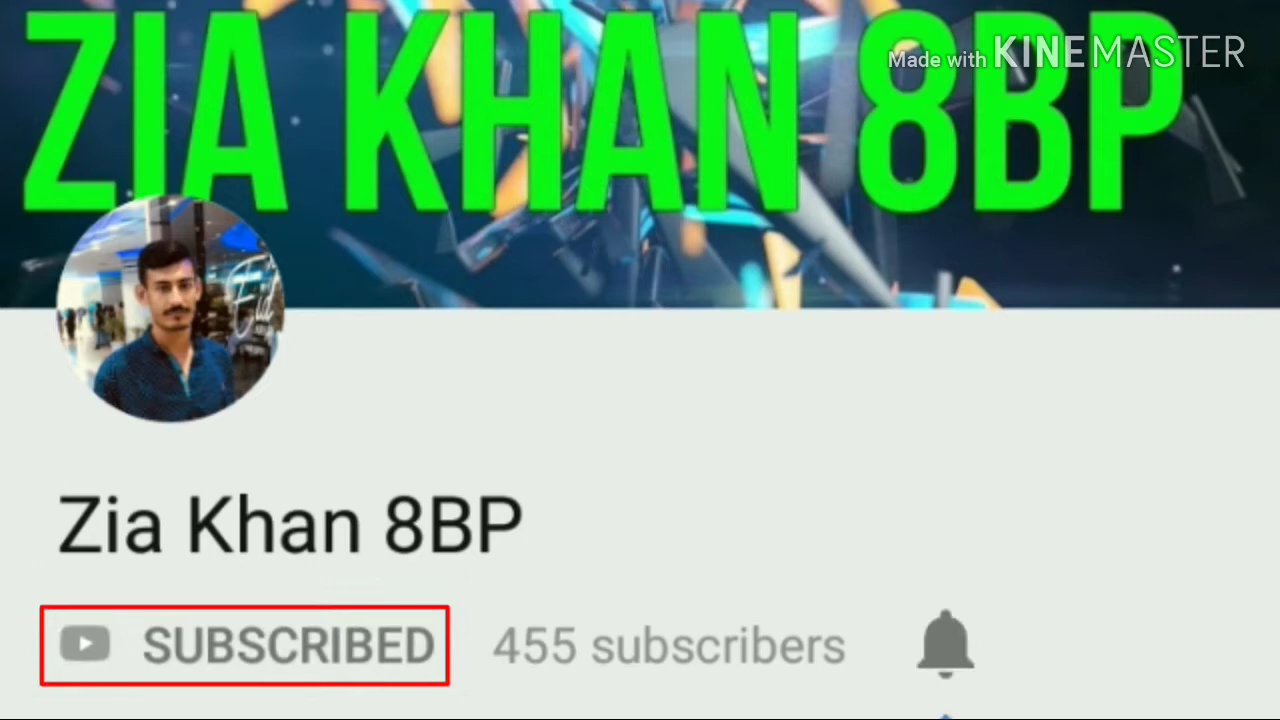 ZIA KHAN 8BP
Made with KINEMASTER
Zia Khan 8BP
SUBSCRIBED
455 subscribers